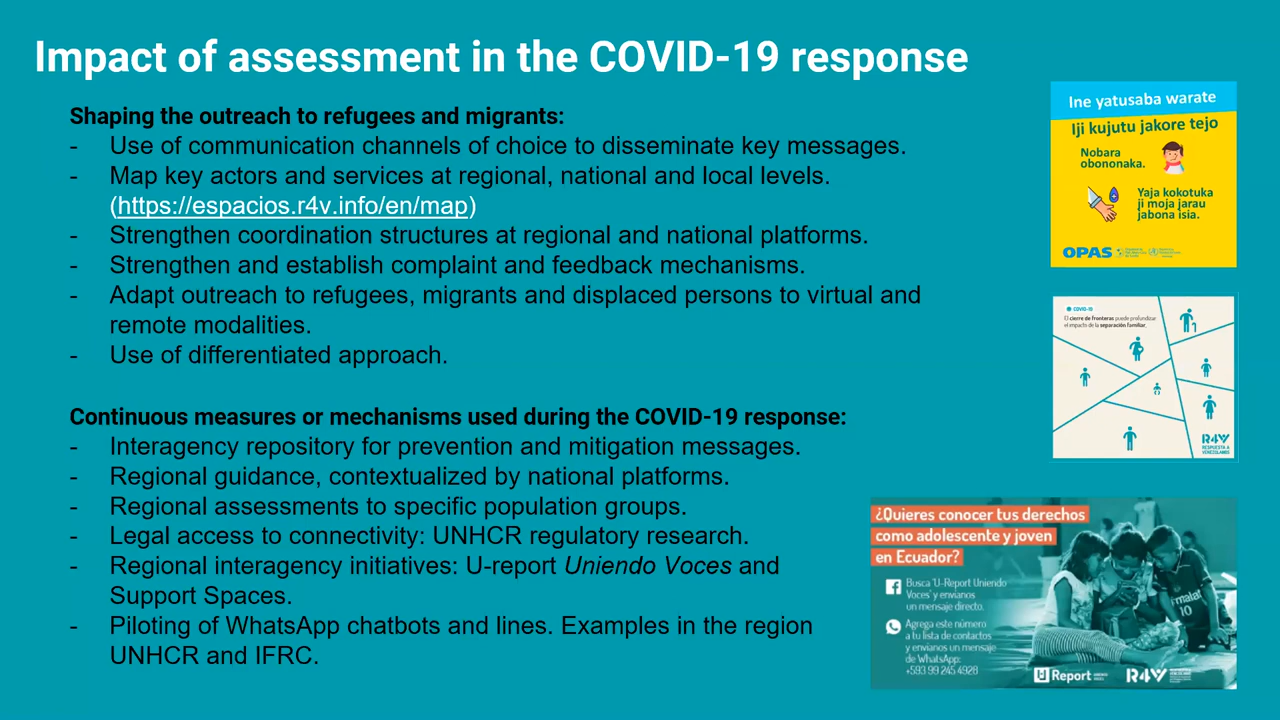 Impact of assessment in the COVID-19 response
Shaping the outreach to refugees and migrants:
- Use of communication channels of choice to disseminate key messages.
- Map key actors and services at regional, national and local levels.
(https://espacios.r4v.info/en/map)
- Strengthen coordination structures at regional and national platforms.
- Strengthen and establish complaint and feedback mechanisms.
- Adapt outreach to refugees, migrants and displaced persons to virtual and
remote modalities.
- Use of differentiated approach.
Continuous measures or mechanisms used during the COVID-19 response:
- Interagency repository for prevention and mitigation messages.
- Regional guidance, contextualized by national platforms.
- Regional assessments to specific population groups.
- Legal access to connectivity: UNHCR regulatory research.
- Regional interagency initiatives: U-report Uniendo Voces and
Support Spaces.
- Piloting of WhatsApp chatbots and lines. Examples in the region
UNHCR and IFRC.
Ine yatusaba warate
Iji kujutu jakore tejo
Nobara
obononaka.
Yaja kokotuka
ji moja jarau
jabona isia.
OPAS
COVID-19
El cierre de fronteras puede profundizar
el impacto de la separación familiar.
R4V
RESPUESTA A
VENEZOLANOS
¿Quieres conocer tus derechos
como adolescente y joven
en Ecuador?
Busca 'U-Report Uniendo
Voces' y envíanos
un mensaje directo.
Agrega este número
a tu lista de contactos
y envíanos un mensaje
de WhatsApp:
+593 99 245 4928
malat
10
U Report UNIENDO VOCES
R4V